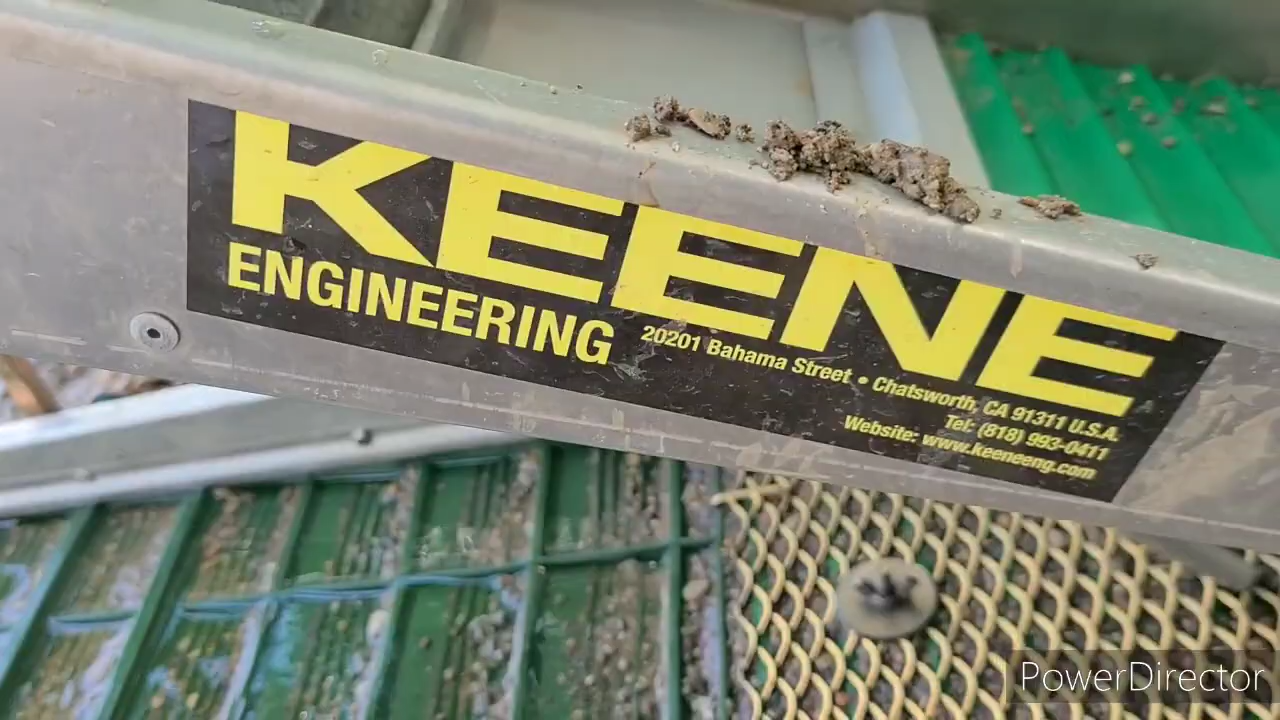 KEENE
ENGINEERING
20201 Bahama Street • Chatsworth, CA 91311 U.S.A.
Tel: (818) 993-0411
Website: www.keeneeng.com
PowerDirector